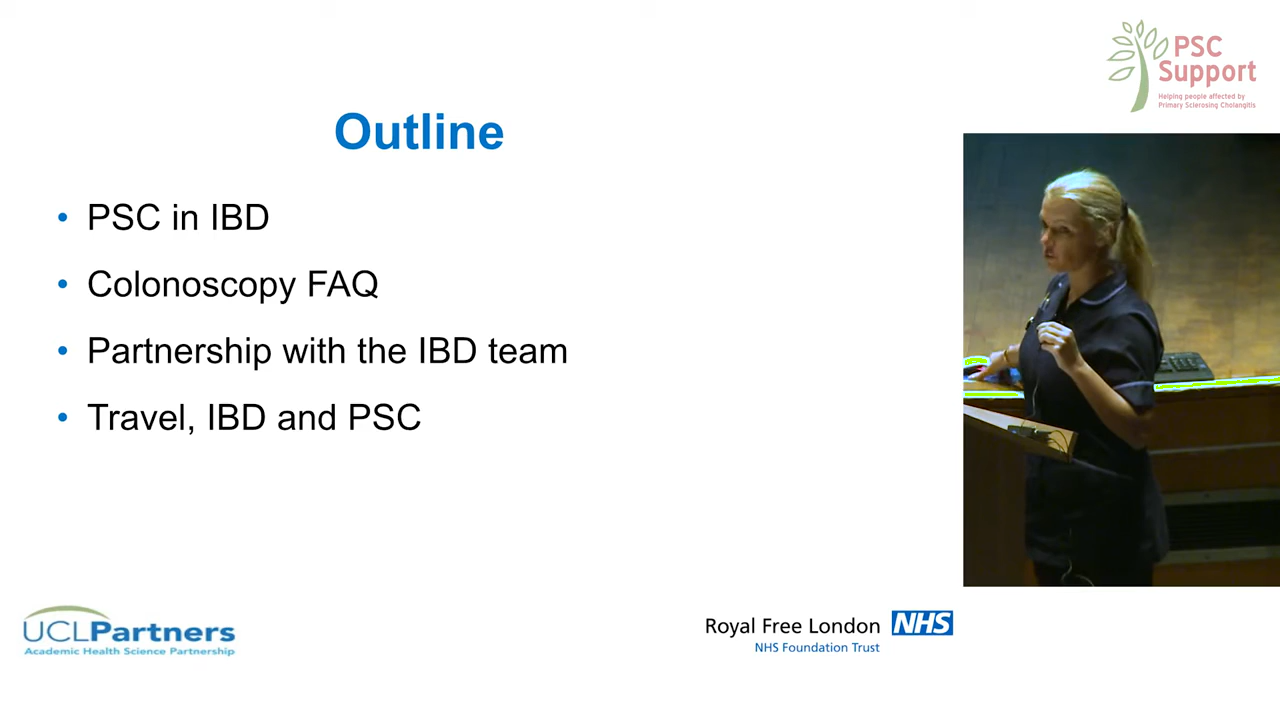 PSC
Support
Helping people affected by
Primary Sclerosing Cholangitis
Outline
• PSC in IBD
• Colonoscopy FAQ
• Partnership with the IBD team
• Travel, IBD and PSC
UCLPartners
Academic Health Science Partnership
Royal Free London NHS
NHS Foundation Trust